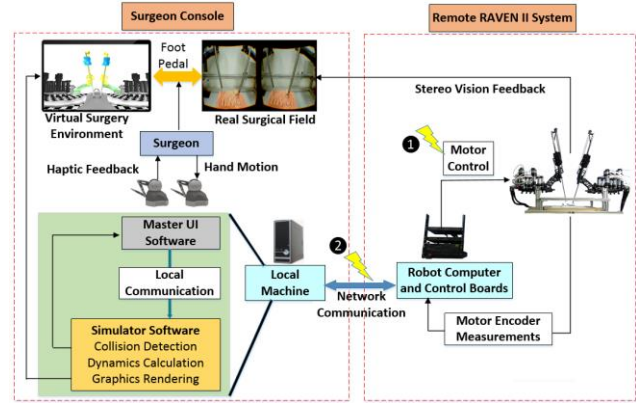 Surgeon Console
Remote RAVEN II System
Foot
Pedal
Virtual Surgery
Environment
Real Surgical Field
Stereo Vision Feedback
Surgeon
Haptic Feedback
Hand Motion
1
Motor
Control
Master UI
Software
Local
Communication
Simulator Software
Collision Detection
Dynamics Calculation
Graphics Rendering
Local
Machine
2
Network
Communication
Robot Computer
and Control Boards
Motor Encoder
Measurements